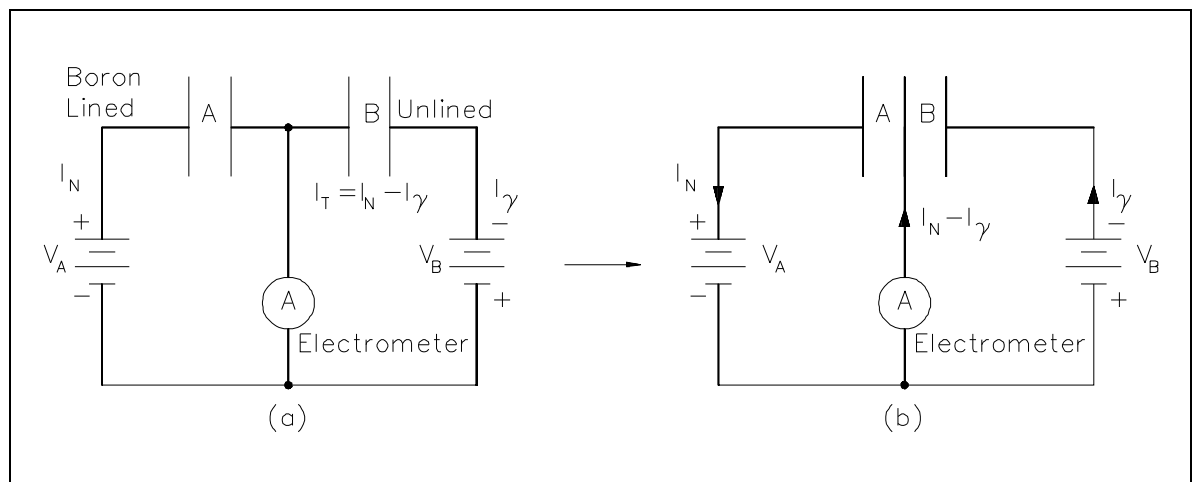 Boron
Lined
A
B
Unlined
I_N
I_T = I_N − I_γ
I_γ
+
−
V_A
V_B
−
+
A
Electrometer
(a)
A
B
I_N
I_N − I_γ
I_γ
+
−
V_A
V_B
−
+
A
Electrometer
(b)